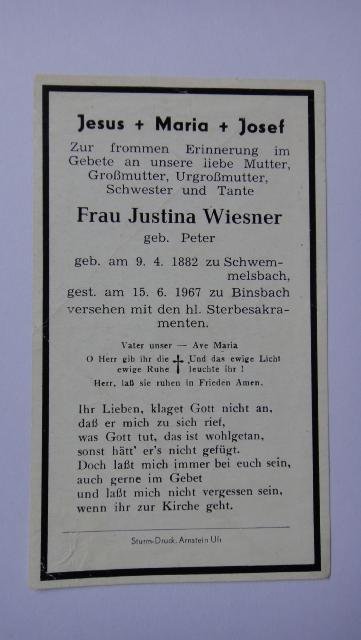 Jesus + Maria + Josef
Zur frommen Erinnerung im
Gebete an unsere liebe Mutter,
Großmutter, Urgroßmutter,
Schwester und Tante
Frau Justina Wiesner
geb. Peter
geb. am 9. 4. 1882 zu Schwem-
melsbach,
gest. am 15. 6. 1967 zu Binsbach
versehen mit den hl. Sterbesakra-
menten.
Vater unser — Ave Maria
O Herr gib ihr die ewige Ruhe
Und das ewige Licht leuchte ihr !
Herr, laß sie ruhen in Frieden Amen.
Ihr Lieben, klaget Gott nicht an,
daß er mich zu sich rief,
was Gott tut, das ist wohlgetan,
sonst hätt' er's nicht gefügt.
Doch laßt mich immer bei euch sein,
auch gerne im Gebet
und laßt mich nicht vergessen sein,
wenn ihr zur Kirche geht.
Sturm-Druck, Arnstein Ufr